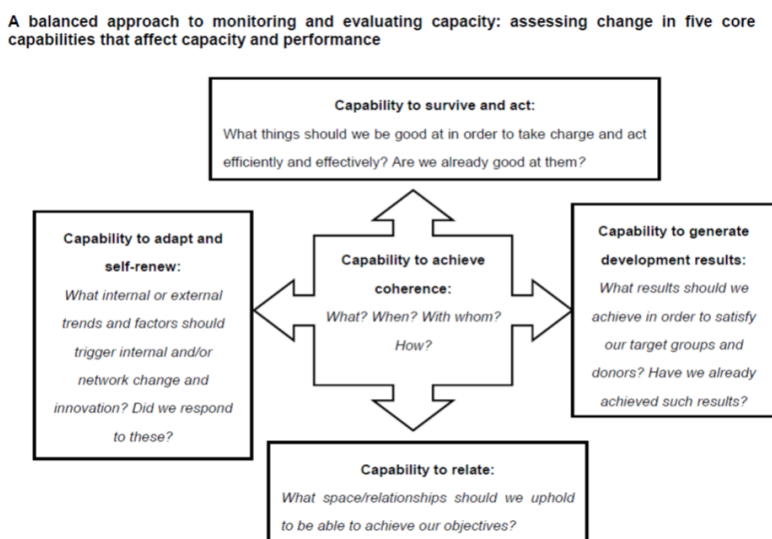 A balanced approach to monitoring and evaluating capacity: assessing change in five core
capabilities that affect capacity and performance
Capability to survive and act:
What things should we be good at in order to take charge and act
efficiently and effectively? Are we already good at them?
Capability to adapt and
self-renew:
What internal or external
trends and factors should
trigger internal and/or
network change and
innovation? Did we respond
to these?
Capability to achieve
coherence:
What? When? With whom?
How?
Capability to generate
development results:
What results should we
achieve in order to satisfy
our target groups and
donors? Have we already
achieved such results?
Capability to relate:
What space/relationships should we uphold
to be able to achieve our objectives?